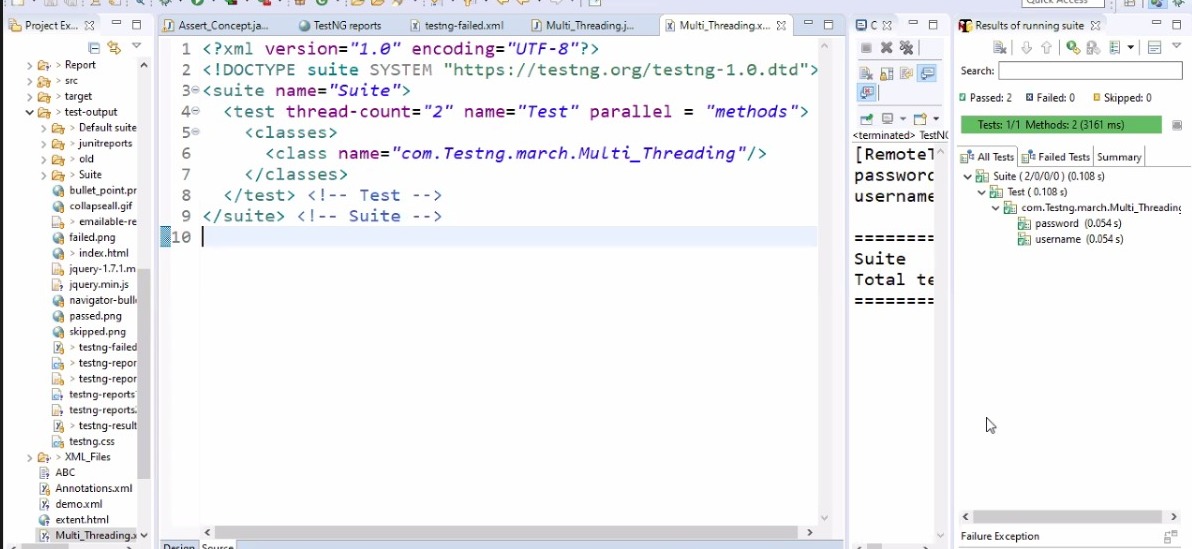 Quick Access
Project Ex...
Assert_Concept.ja...
TestNG reports
testng-failed.xml
Multi_Threading.j...
Multi_Threading.x...
> Report
> src
> target
test-output
> Default suite
> junitreports
> old
> Suite
bullet_point.pr
collapseall.gif
> emailable-re
failed.png
> index.html
jquery-1.7.1.m
jquery.min.js
navigator-bull
passed.png
skipped.png
> testng-failed
> testng-repor
> testng-repor
testng-reports
testng-reports.
> testng-result
testng.css
> XML_Files
ABC
Annotations.xml
demo.xml
extent.html
Multi_Threading.x
1 <?xml version="1.0" encoding="UTF-8"?>
2 <!DOCTYPE suite SYSTEM "https://testng.org/testng-1.0.dtd">
3 <suite name="Suite">
4 <test thread-count="2" name="Test" parallel = "methods">
5 <classes>
6 <class name="com.Testng.march.Multi_Threading"/>
7 </classes>
8 </test> <!-- Test -->
9 </suite> <!-- Suite -->
10
Design Source
C
<terminated> TestNG
[RemoteT
password
username
========
Suite
Total te
========
Results of running suite
Search:
Passed: 2 Failed: 0 Skipped: 0
Tests: 1/1 Methods: 2 (3161 ms)
All Tests Failed Tests Summary
Suite ( 2/0/0/0 ) (0.108 s)
Test ( 0.108 s)
com.Testng.march.Multi_Threading
password (0.054 s)
username (0.054 s)
Failure Exception